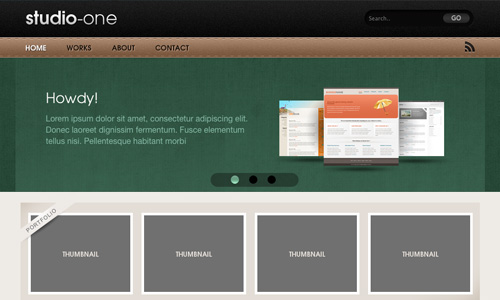 studio-one
Search...
GO
HOME
WORKS
ABOUT
CONTACT
Howdy!
Lorem ipsum dolor sit amet, consectetur adipiscing elit.
Donec laoreet dignissim fermentum. Fusce elementum
tellus nisi. Pellentesque habitant morbi
PORTFOLIO
THUMBNAIL
THUMBNAIL
THUMBNAIL
THUMBNAIL